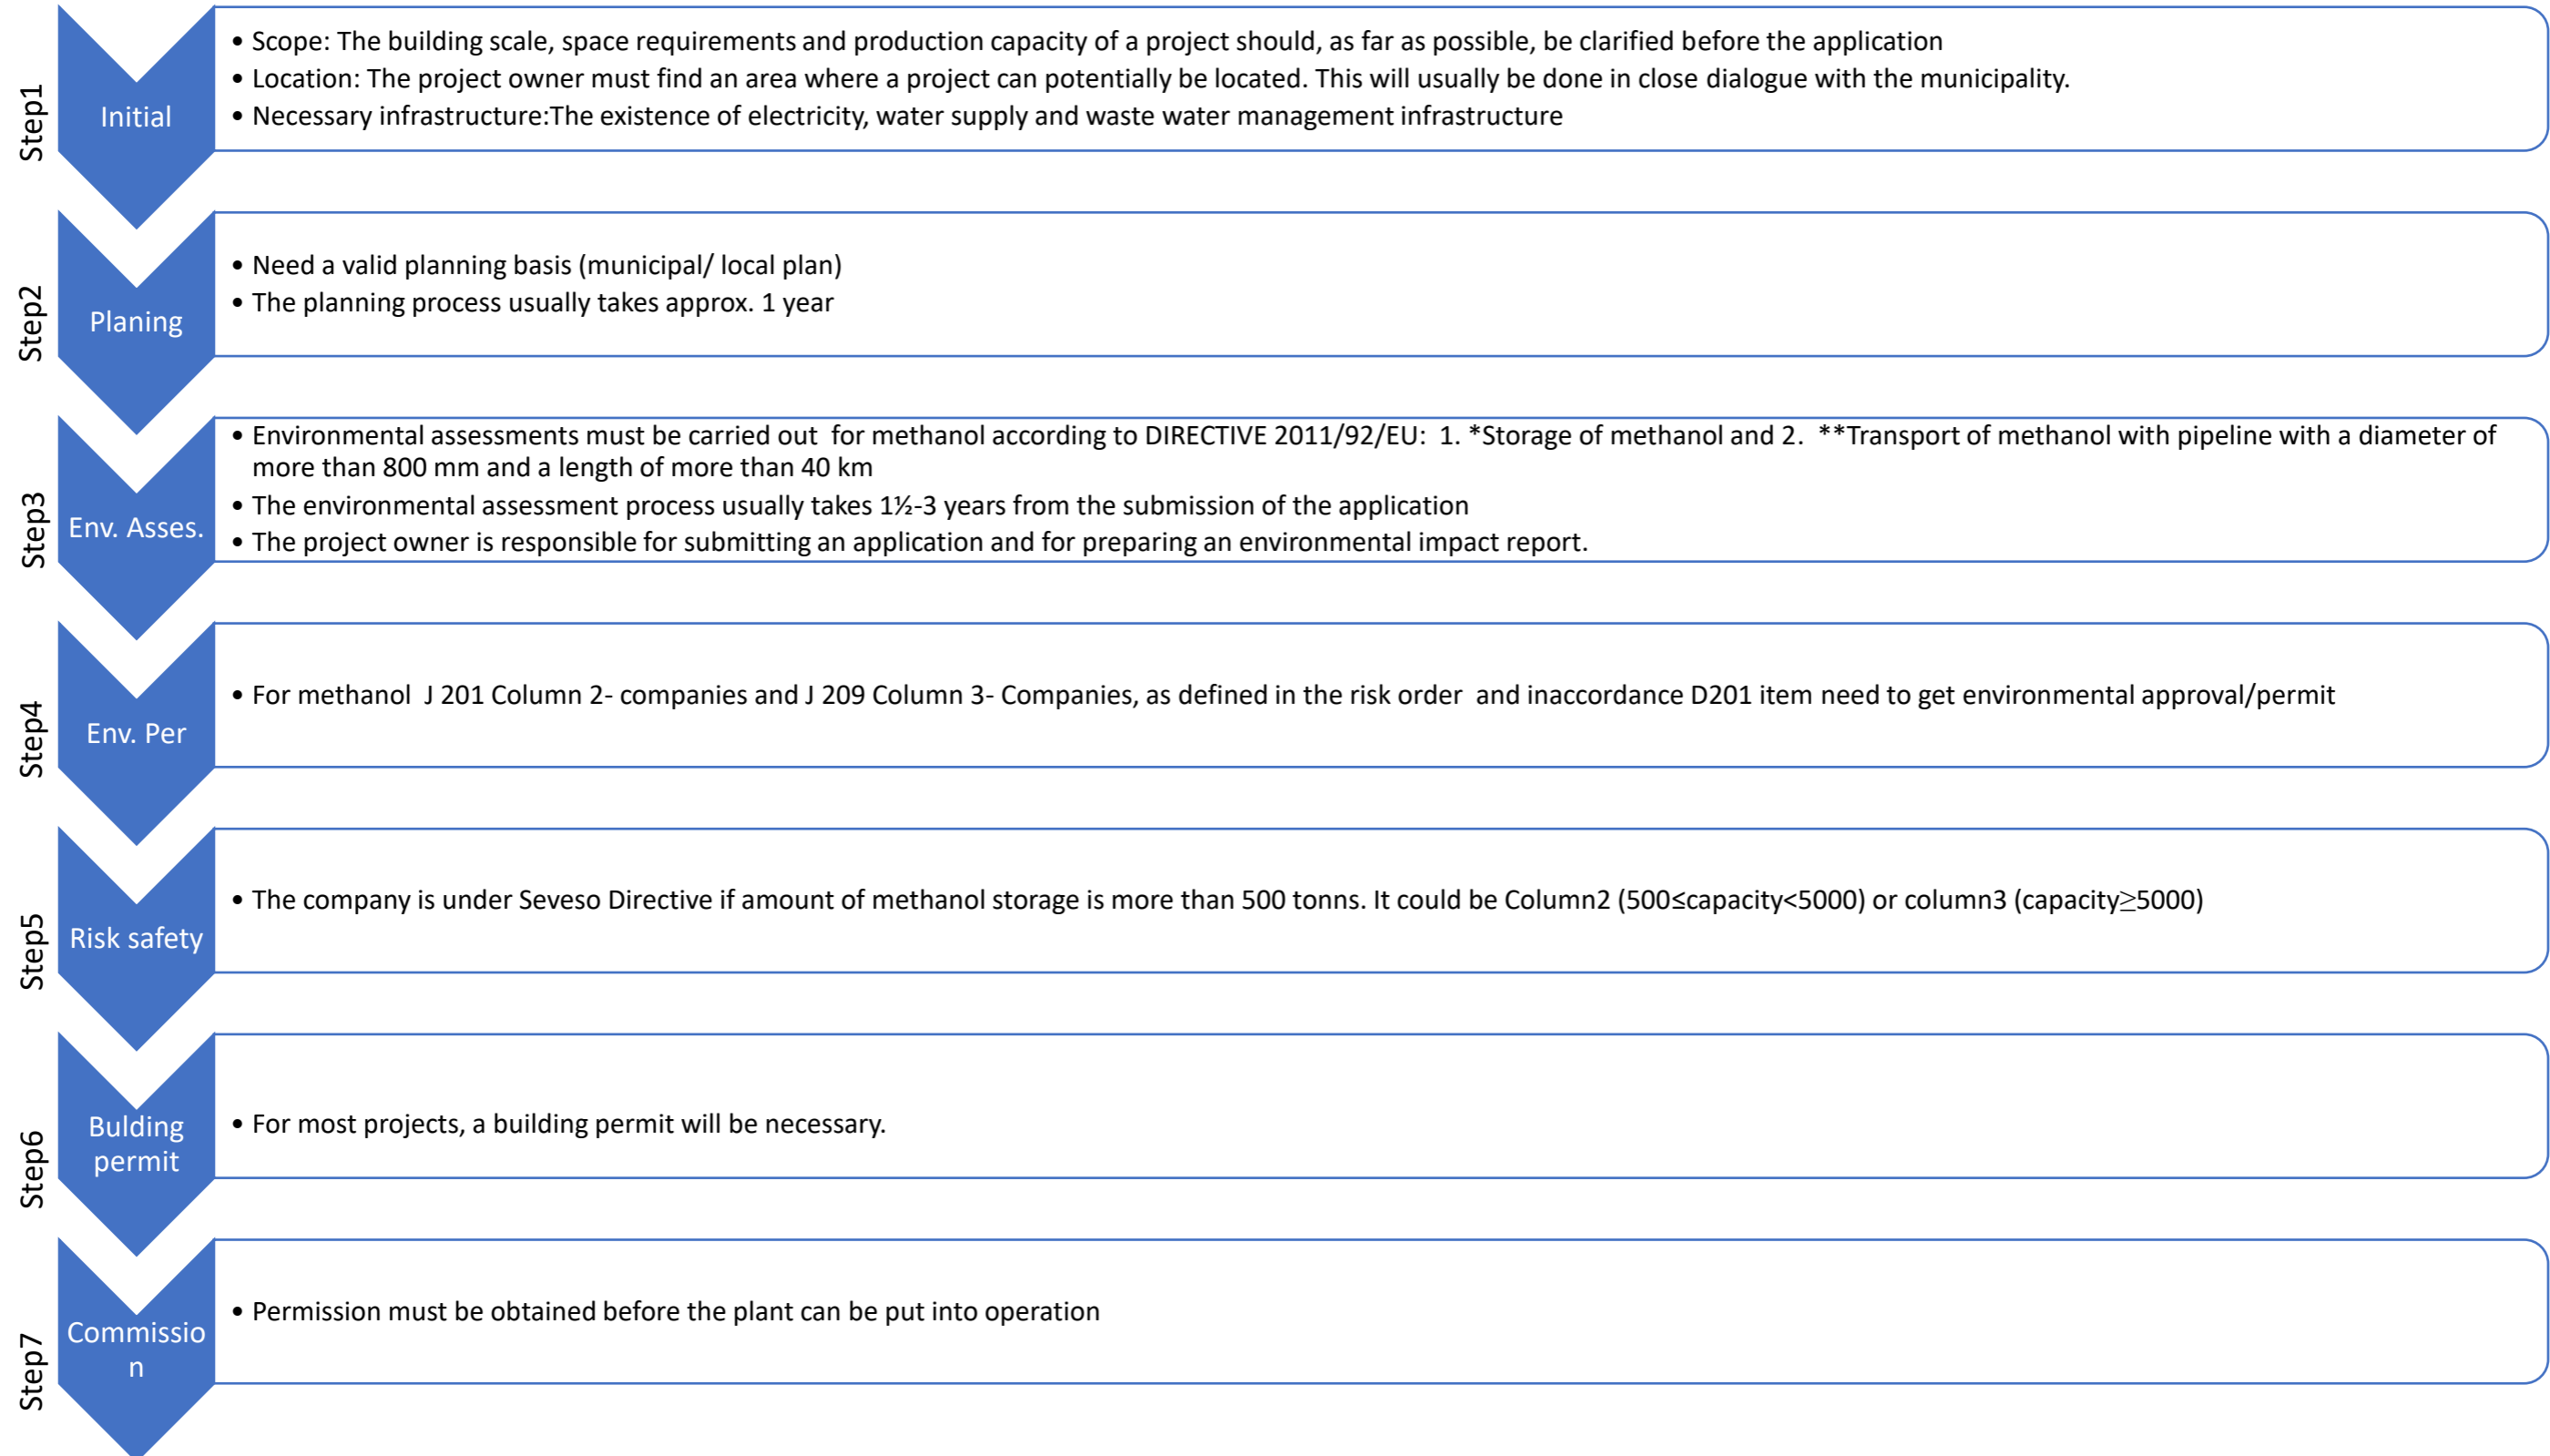 Step1
Initial
• Scope: The building scale, space requirements and production capacity of a project should, as far as possible, be clarified before the application
• Location: The project owner must find an area where a project can potentially be located. This will usually be done in close dialogue with the municipality.
• Necessary infrastructure:The existence of electricity, water supply and waste water management infrastructure
Step2
Planing
• Need a valid planning basis (municipal/ local plan)
• The planning process usually takes approx. 1 year
Step3
Env. Asses.
• Environmental assessments must be carried out  for methanol according to DIRECTIVE 2011/92/EU:  1. *Storage of methanol and 2.  **Transport of methanol with pipeline with a diameter of
more than 800 mm and a length of more than 40 km
• The environmental assessment process usually takes 1½-3 years from the submission of the application
• The project owner is responsible for submitting an application and for preparing an environmental impact report.
Step4
Env. Per
• For methanol  J 201 Column 2- companies and J 209 Column 3- Companies, as defined in the risk order  and inaccordance D201 item need to get environmental approval/permit
Step5
Risk safety
• The company is under Seveso Directive if amount of methanol storage is more than 500 tonns. It could be Column2 (500≤capacity<5000) or column3 (capacity≥5000)
Step6
Bulding
permit
• For most projects, a building permit will be necessary.
Step7
Commissio
n
• Permission must be obtained before the plant can be put into operation